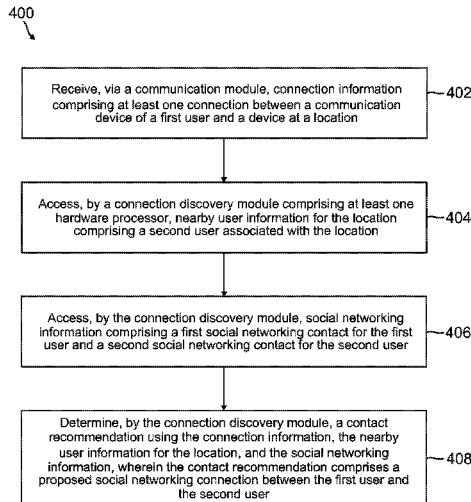 400
Receive, via a communication module, connection information
comprising at least one connection between a communication
device of a first user and a device at a location
402
Access, by a connection discovery module comprising at least one
hardware processor, nearby user information for the location
comprising a second user associated with the location
404
Access, by the connection discovery module, social networking
information comprising a first social networking contact for the first
user and a second social networking contact for the second user
406
Determine, by the connection discovery module, a contact
recommendation using the connection information, the nearby
user information for the location, and the social networking
information, wherein the contact recommendation comprises a
proposed social networking connection between the first user and
the second user
408